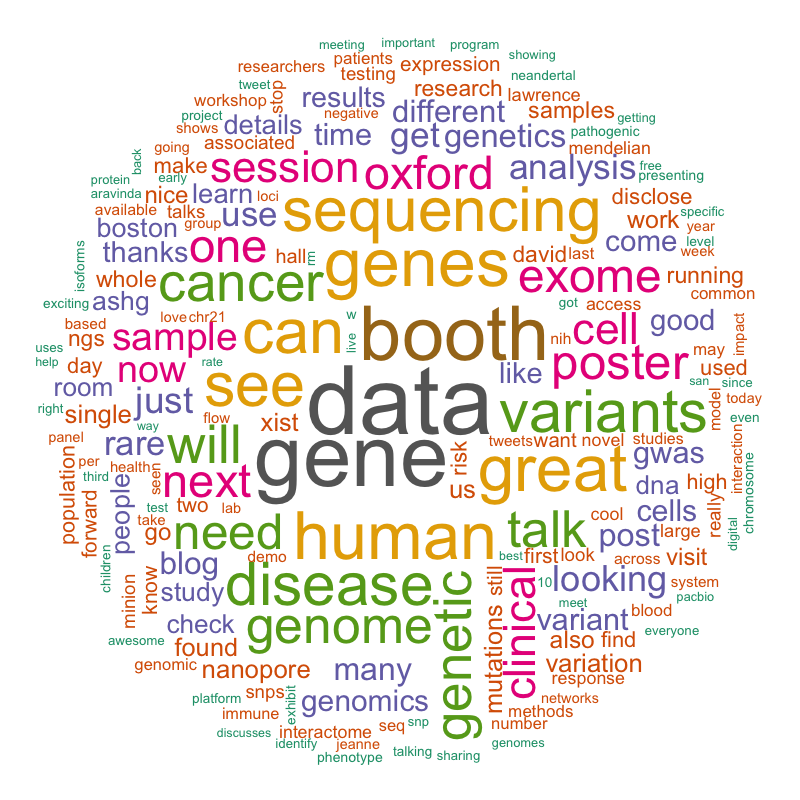 meeting important program
showing
researchers patients expression
tweet testing research neandertal
workshop stop results negative different lawrence samples
project details time get genetics getting
shows associated pathogenic
going session oxford analysis mendelian
back make free
protein early presenting
aravinda nice learn loci sequencing disclose
available talks use work specific
boston group year
thanks one hall rm genes david last come level
week
isoforms whole cancer exome running
exciting ashg got access common
based love chr21 can w booth cell good
ngs sample live nih impact
uses now rate poster may
help day see like used
room san since
right single just flow data variants model today
way xist even
panel rare will gene tweets want novel studies gwas
population per health risk great interaction
third seen next us dna high
forward people two lab really chromosome
test need human talk cells
take go cool post large digital
blog demo best first look across visit
children study disease genetic 10 looking system
minion know still meet pacbio
check genome clinical mutations variant blood
awesome found everyone
genomic nanopore many also find
snps variation
platform genomics response
immune exhibit networks
discusses interactome seq snp methods
identify jeanne number
phenotype talking sharing genomes